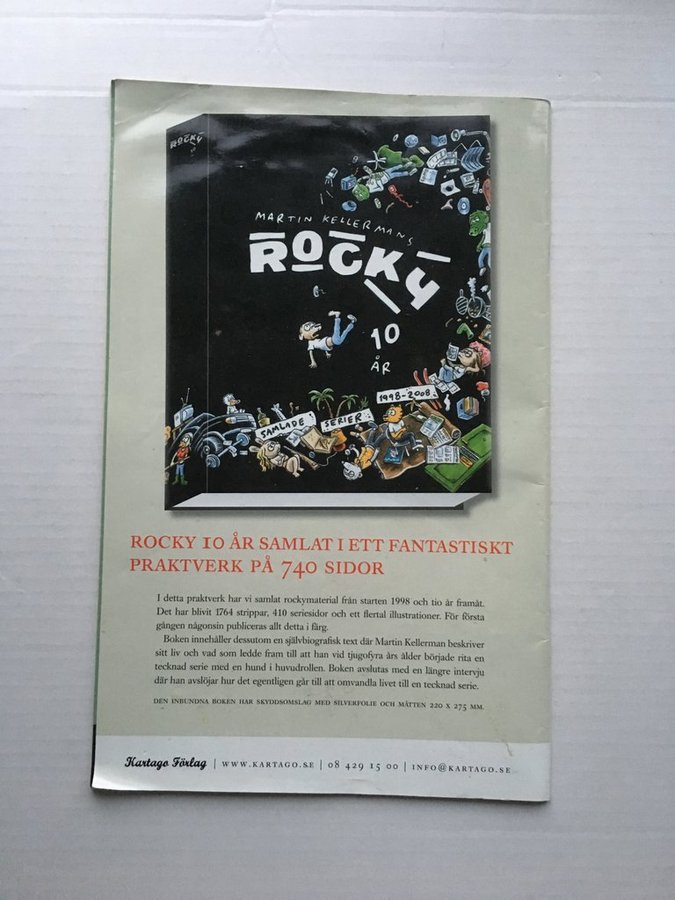 ROCKY
MARTIN KELLERMANS
ROCKY
10
ÅR
1998-2008
SAMLADE SERIER
ROCKY 10 ÅR SAMLAT I ETT FANTASTISKT
PRAKTVERK PÅ 740 SIDOR
I detta praktverk har vi samlat rockymaterial från starten 1998 och tio år framåt.
Det har blivit 1764 strippar, 410 seriesidor och ett flertal illustrationer. För första
gången någonsin publiceras allt detta i färg.
Boken innehåller dessutom en självbiografisk text där Martin Kellerman beskriver
sitt liv och vad som ledde fram till att han vid tjugofyra års ålder började rita en
tecknad serie med en hund i huvudrollen. Boken avslutas med en längre intervju
där han avslöjar hur det egentligen går till att omvandla livet till en tecknad serie.
DEN INBUNDNA BOKEN HAR SKYDDSOMSLAG MED SILVERFOLIE OCH MÅTTEN 220 X 275 MM.
Kartago Förlag | WWW.KARTAGO.SE | 08 429 15 00 | INFO@KARTAGO.SE